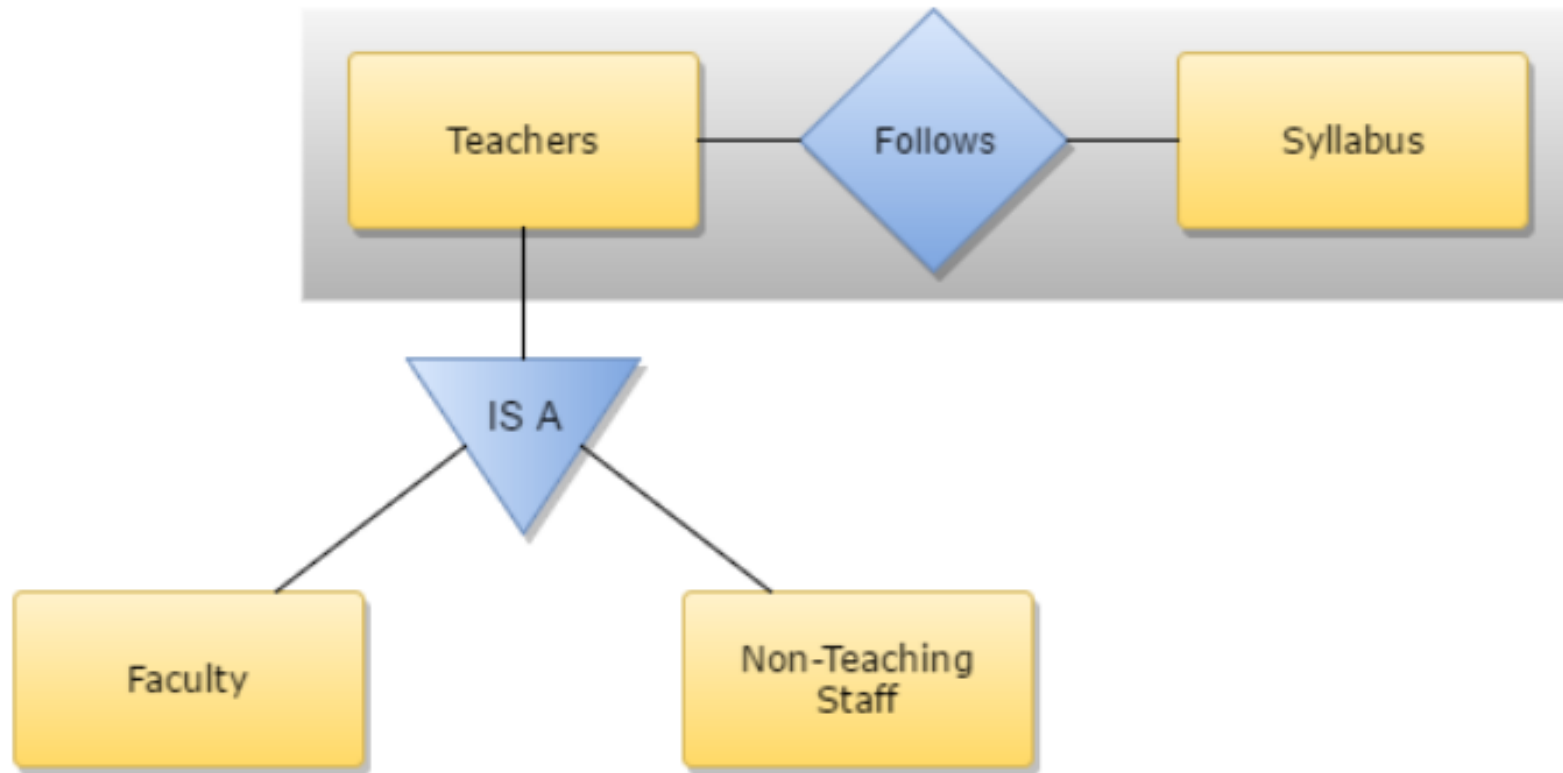 Teachers
Follows
Syllabus
IS A
Faculty
Non-Teaching
Staff